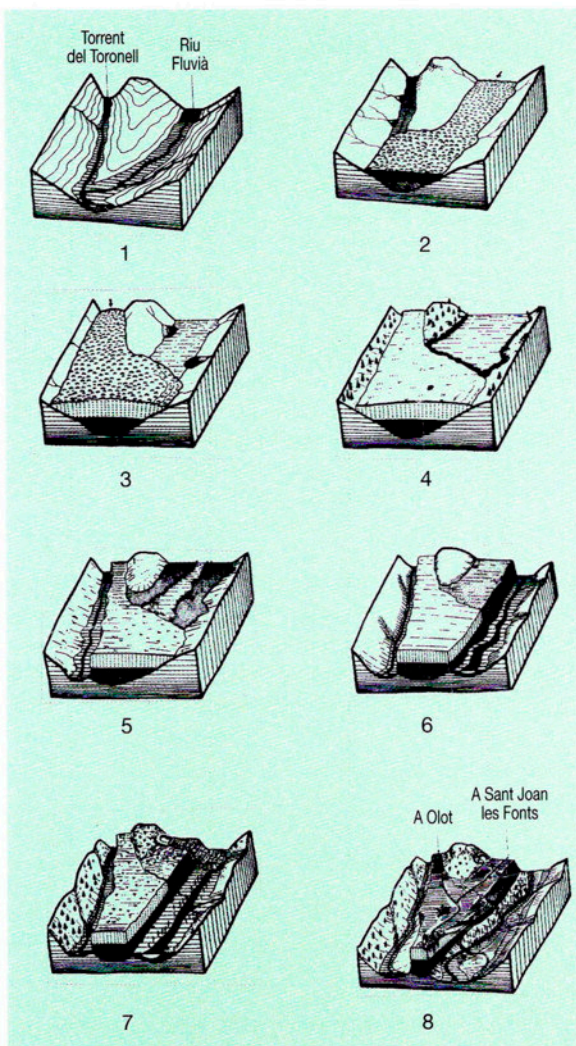 Torrent
del Toronell
Riu
Fluvià
1
2
3
4
5
6
7
A Olot
A Sant Joan
les Fonts
8